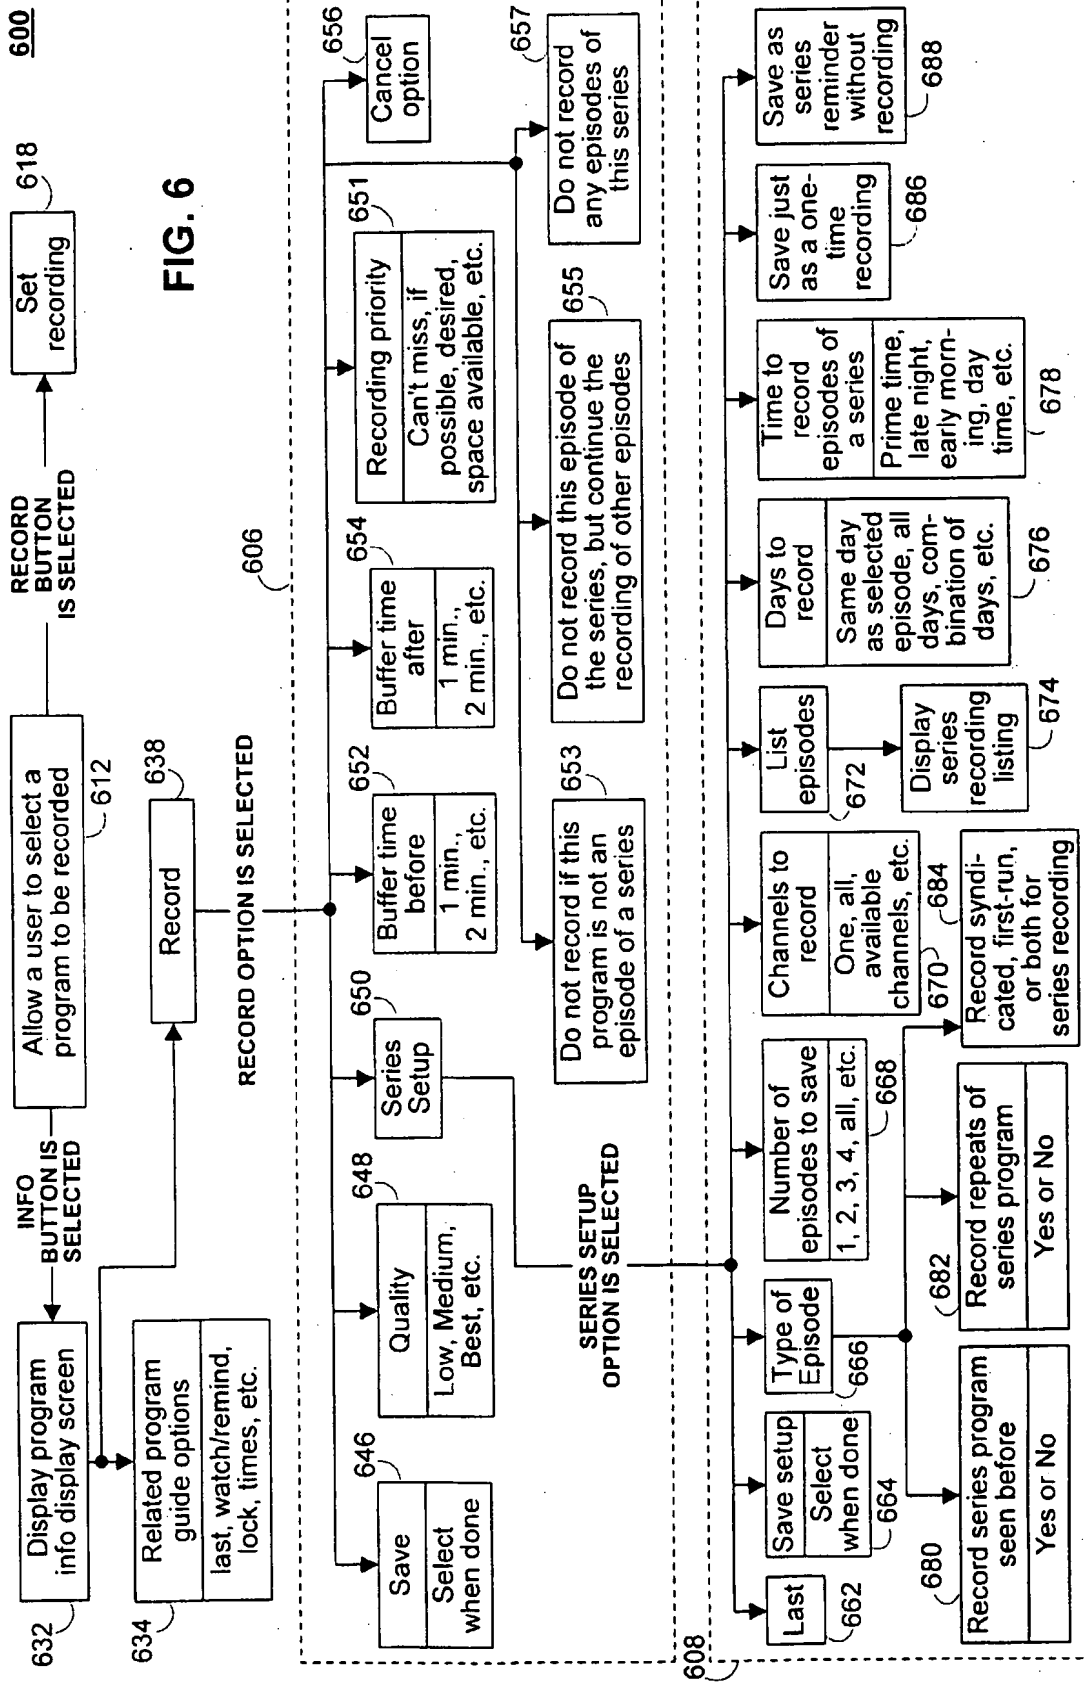 600
Allow a user to select a
program to be recorded
612
RECORD
BUTTON
IS SELECTED
Set
recording
618
FIG. 6
INFO
BUTTON IS
SELECTED
Display program
info display screen
632
Related program
guide options
last, watch/remind,
lock, times, etc.
634
Record
638
RECORD OPTION IS SELECTED
606
Save
Select
when done
646
Quality
Low, Medium,
Best, etc.
648
Series
Setup
650
Buffer time
before
1 min.,
2 min., etc.
652
Buffer time
after
1 min.,
2 min., etc.
654
Recording priority
Can't miss, if
possible, desired,
space available, etc.
651
Cancel
option
656
Do not record if this
program is not an
episode of a series
653
Do not record this episode of
the series, but continue the
recording of other episodes
655
Do not record
any episodes of
this series
657
SERIES SETUP
OPTION IS SELECTED
608
Last
662
Save setup
Select
when done
664
Type of
Episode
666
Number of
episodes to save
1, 2, 3, 4, all, etc.
668
Channels to
record
One, all,
available
channels, etc.
670
List
episodes
672
Display
series
recording
listing
674
Days to
record
Same day
as selected
episode, all
days, com-
bination of
days, etc.
676
Time to
record
episodes of
a series
Prime time,
late night,
early morn-
ing, day
time, etc.
678
Save just
as a one-
time
recording
686
Save as
series
reminder
without
recording
688
Record series program
seen before
Yes or No
680
Record repeats of
series program
Yes or No
682
Record syndi-
cated, first-run,
or both for
series recording
684